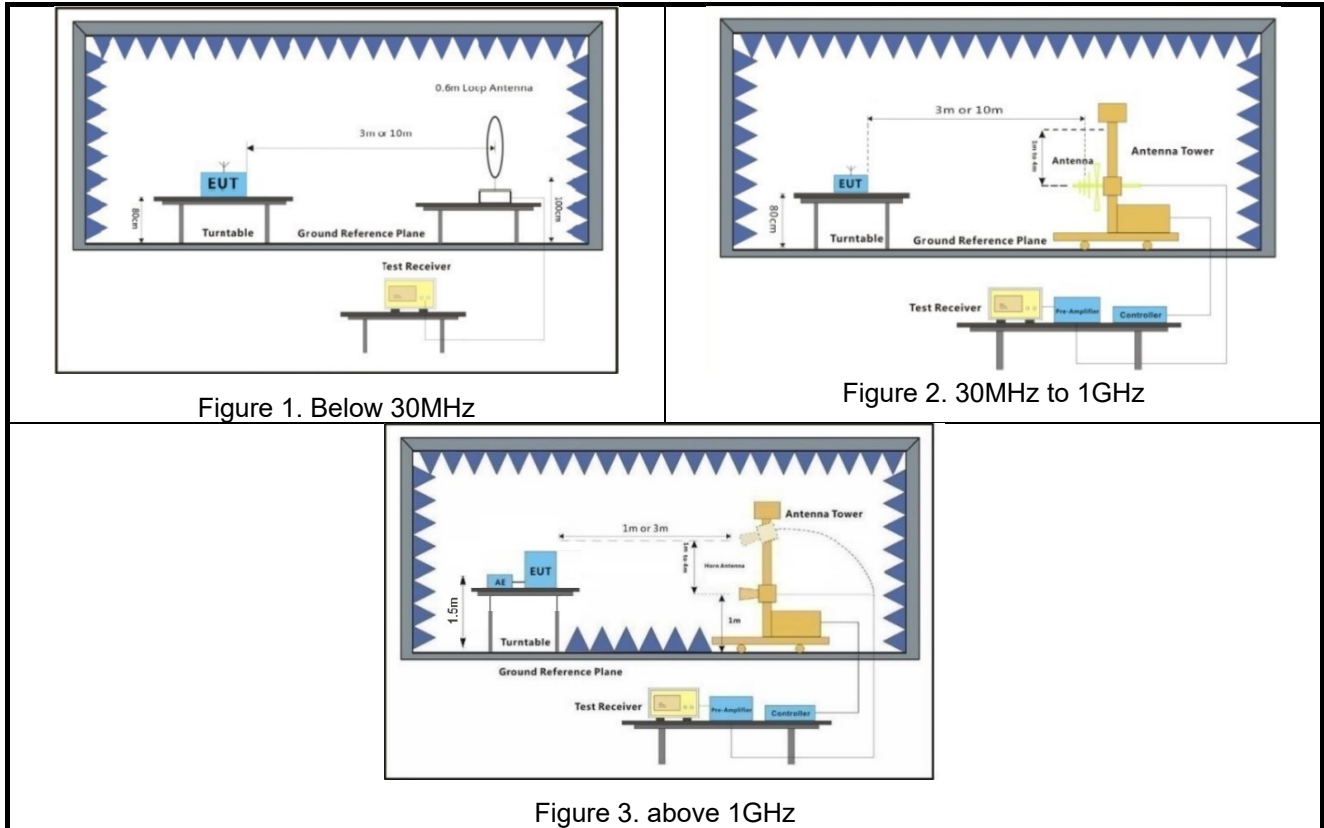 0.6m Loop Antenna
3m or 10m
EUT
80cm
100cm
Turntable
Ground Reference Plane
Test Receiver
Figure 1. Below 30MHz
3m or 10m
1m to 4m
Antenna
Antenna Tower
EUT
80cm
Turntable
Ground Reference Plane
Test Receiver
Pre-Amplifier
Controller
Figure 2. 30MHz to 1GHz
Antenna Tower
1m or 3m
1m to 4m
Horn Antenna
EUT
AE
1.5m
1m
Turntable
Ground Reference Plane
Test Receiver
Pre-Amplifier
Controller
Figure 3. above 1GHz